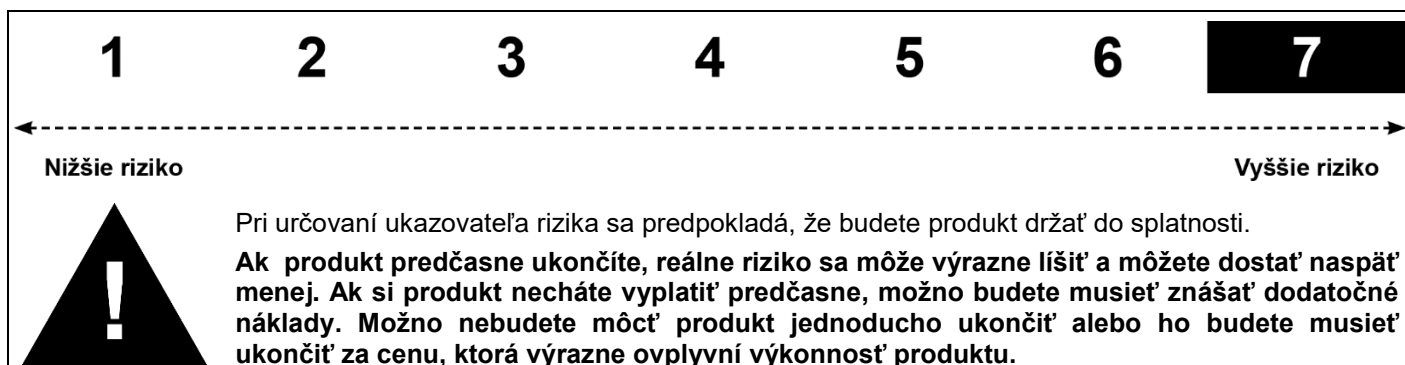 1 2 3 4 5 6 7
Nižšie riziko Vyššie riziko
Pri určovaní ukazovateľa rizika sa predpokladá, že budete produkt držať do splatnosti.
Ak produkt predčasne ukončíte, reálne riziko sa môže výrazne líšiť a môžete dostať naspäť
menej. Ak si produkt necháte vyplatiť predčasne, možno budete musieť znášať dodatočné
náklady. Možno nebudete môcť produkt jednoducho ukončiť alebo ho budete musieť
ukončiť za cenu, ktorá výrazne ovplyvní výkonnosť produktu.
!